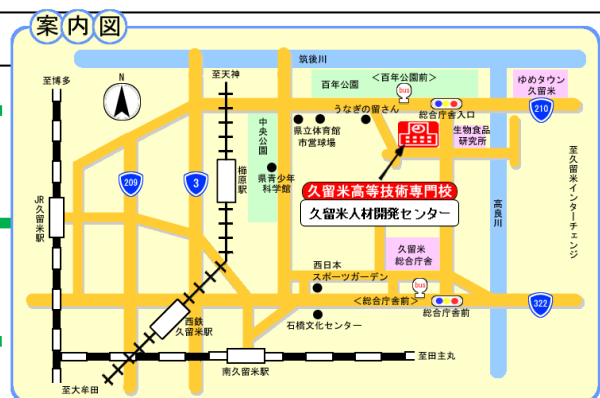 案内図
筑後川
至博多
N
至天神
百年公園
<百年公園前>
bus
ゆめタウン
久留米
210
うなぎの留さん
総合庁舎入口
県立体育館
市営球場
中央公園
生物食品
研究所
至久留米インターチェンジ
209
3
櫛原駅
県青少年
科学館
久留米高等技術専門校
久留米人材開発センター
高良川
JR
久留米駅
久留米
総合庁舎
西日本
スポーツガーデン
bus
<総合庁舎前>
総合庁舎前
322
西鉄
久留米駅
石橋文化センター
南久留米駅
至田主丸
至大牟田